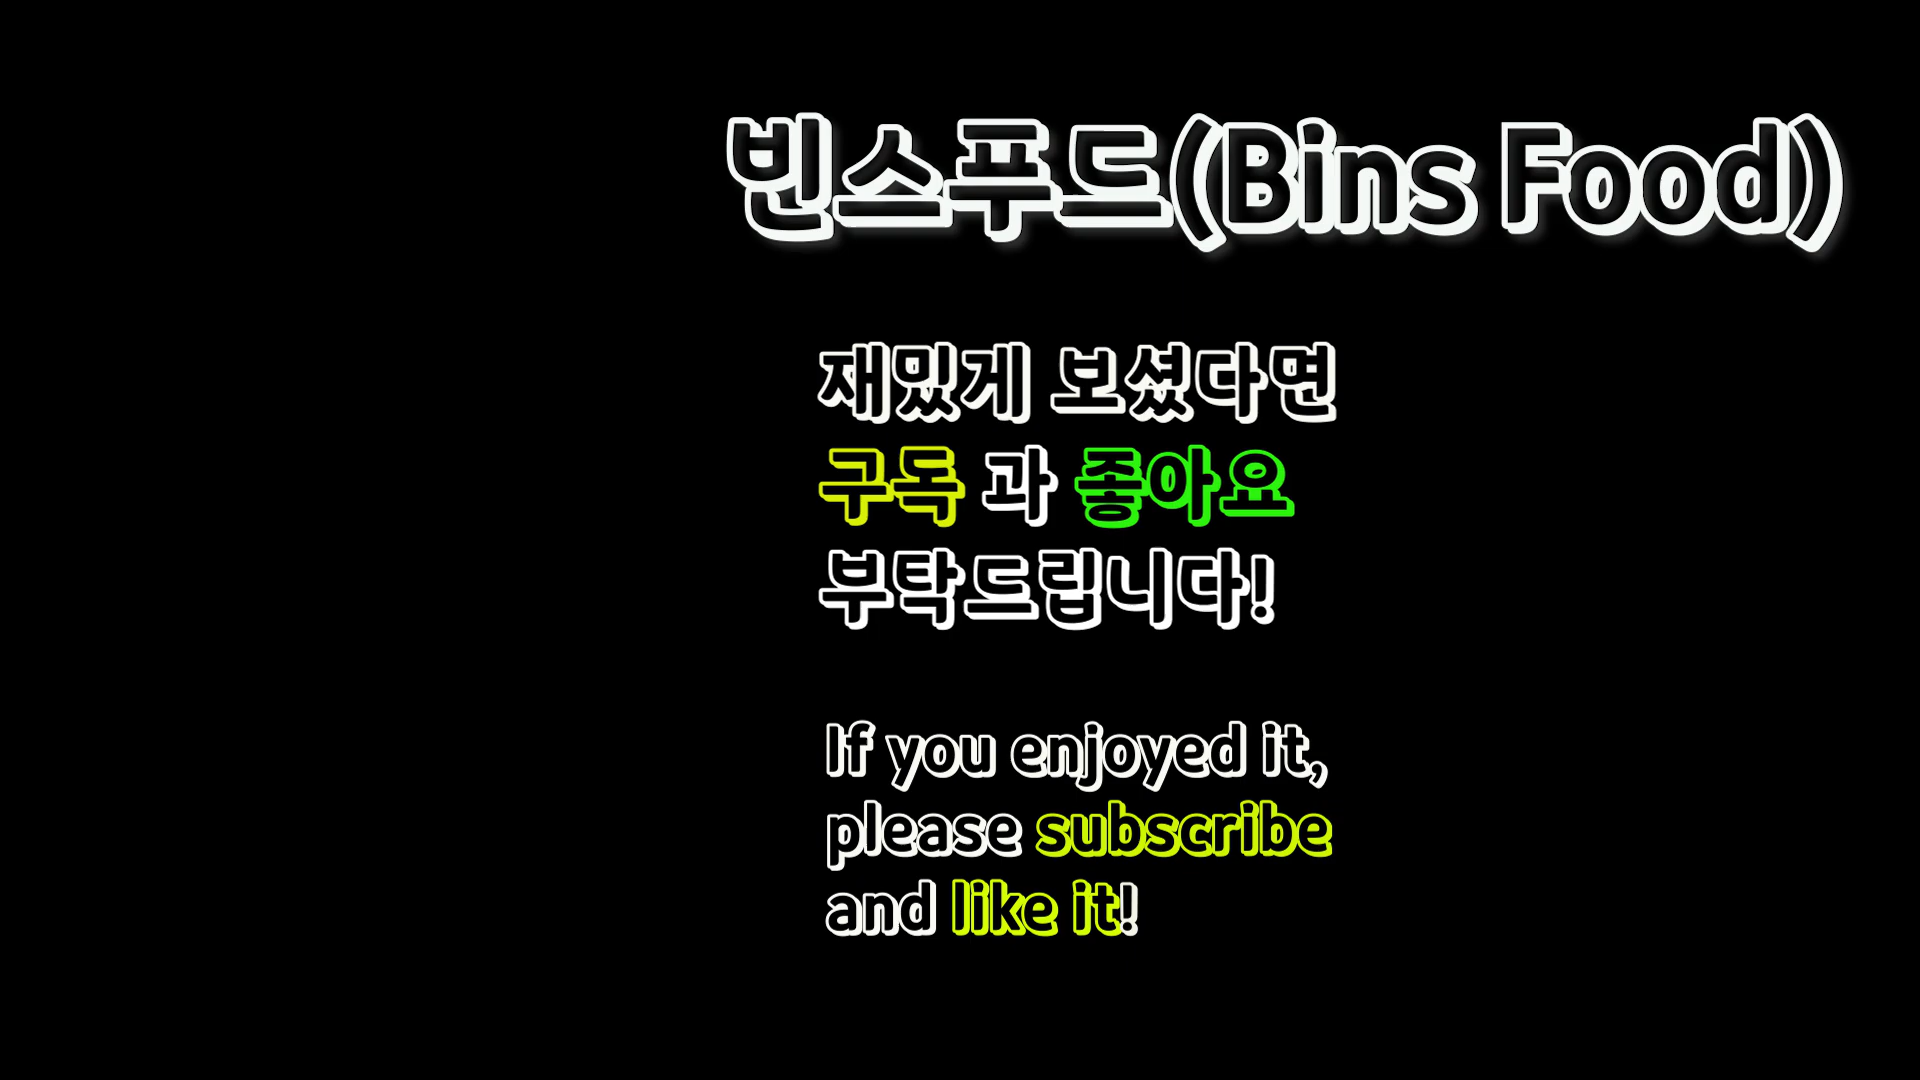 빈스푸드(Bins Food)
재밌게 보셨다면
구독 과 좋아요
부탁드립니다!
If you enjoyed it,
please subscribe
and like it!